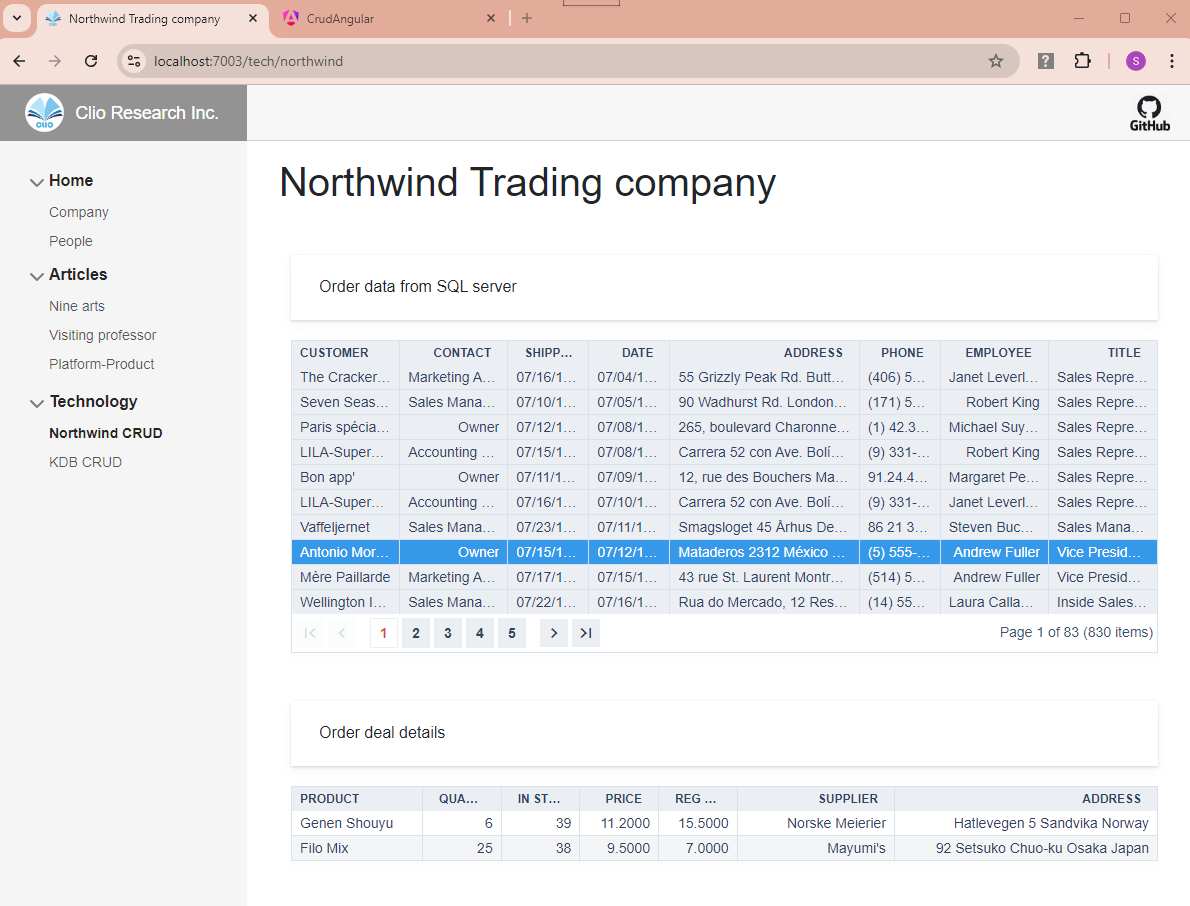 Northwind Trading company
CrudAngular
localhost:7003/tech/northwind
S
CLIO
Clio Research Inc.
GitHub
Home
Company
People
Articles
Nine arts
Visiting professor
Platform-Product
Technology
Northwind CRUD
KDB CRUD
Northwind Trading company
Order data from SQL server
CUSTOMER CONTACT SHIPP... DATE ADDRESS PHONE EMPLOYEE TITLE
The Cracker... Marketing A... 07/16/1... 07/04/1... 55 Grizzly Peak Rd. Butt... (406) 5... Janet Leverl... Sales Repre...
Seven Seas... Sales Mana... 07/10/1... 07/05/1... 90 Wadhurst Rd. London... (171) 5... Robert King Sales Repre...
Paris spécia... Owner 07/12/1... 07/08/1... 265, boulevard Charonne... (1) 42.3... Michael Suy... Sales Repre...
LILA-Super... Accounting ... 07/15/1... 07/08/1... Carrera 52 con Ave. Bolí... (9) 331-... Robert King Sales Repre...
Bon app' Owner 07/11/1... 07/09/1... 12, rue des Bouchers Ma... 91.24.4... Margaret Pe... Sales Repre...
LILA-Super... Accounting ... 07/16/1... 07/10/1... Carrera 52 con Ave. Bolí... (9) 331-... Janet Leverl... Sales Repre...
Vaffeljernet Sales Mana... 07/23/1... 07/11/1... Smagsloget 45 Århus De... 86 21 3... Steven Buc... Sales Mana...
Antonio Mor... Owner 07/15/1... 07/12/1... Mataderos 2312 México ... (5) 555-... Andrew Fuller Vice Presid...
Mère Paillarde Marketing A... 07/17/1... 07/15/1... 43 rue St. Laurent Montr... (514) 5... Andrew Fuller Vice Presid...
Wellington I... Sales Mana... 07/22/1... 07/16/1... Rua do Mercado, 12 Res... (14) 55... Laura Calla... Inside Sales...
1 2 3 4 5 Page 1 of 83 (830 items)
Order deal details
PRODUCT QUA... IN ST... PRICE REG ... SUPPLIER ADDRESS
Genen Shouyu 6 39 11.2000 15.5000 Norske Meierier Hatlevegen 5 Sandvika Norway
Filo Mix 25 38 9.5000 7.0000 Mayumi's 92 Setsuko Chuo-ku Osaka Japan